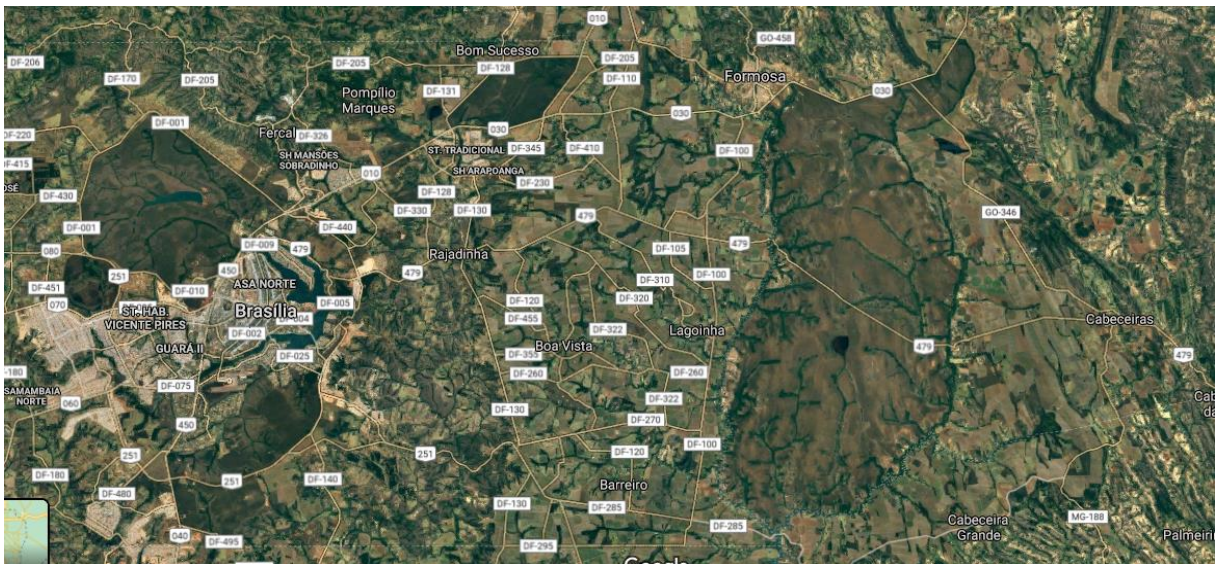 010
GO-458
Bom Sucesso
DF-206
DF-205
DF-205
DF-128
Formosa
DF-170
DF-205
DF-110
Pompílio
Marques
DF-131
030
030
DF-001
Fercal
DF-326
030
DF-220
SH MANSÕES
SOBRADINHO
ST. TRADICIONAL
DF-345
DF-410
DF-100
DF-415
010
SH ARAPOANGA
DF-230
DF-430
DF-128
DF-330
DF-130
479
GO-346
DF-001
DF-440
080
DF-009
479
Rajadinha
DF-105
479
251
450
479
DF-310
DF-100
DF-451
DF-010
ASA NORTE
DF-120
DF-320
070
ST. HAB.
VICENTE PIRES
Brasília
DF-005
DF-004
DF-455
DF-002
DF-322
Lagoinha
Cabeceiras
GUARÁ II
DF-025
DF-355
Boa Vista
479
479
DF-180
DF-075
DF-260
DF-260
SAMAMBAIA
NORTE
060
DF-322
450
DF-130
DF-270
251
251
DF-120
DF-100
DF-180
251
DF-140
Barreiro
DF-480
DF-130
DF-285
DF-285
Cabeceira
Grande
MG-188
040
DF-495
DF-295
Palmeiri
Google